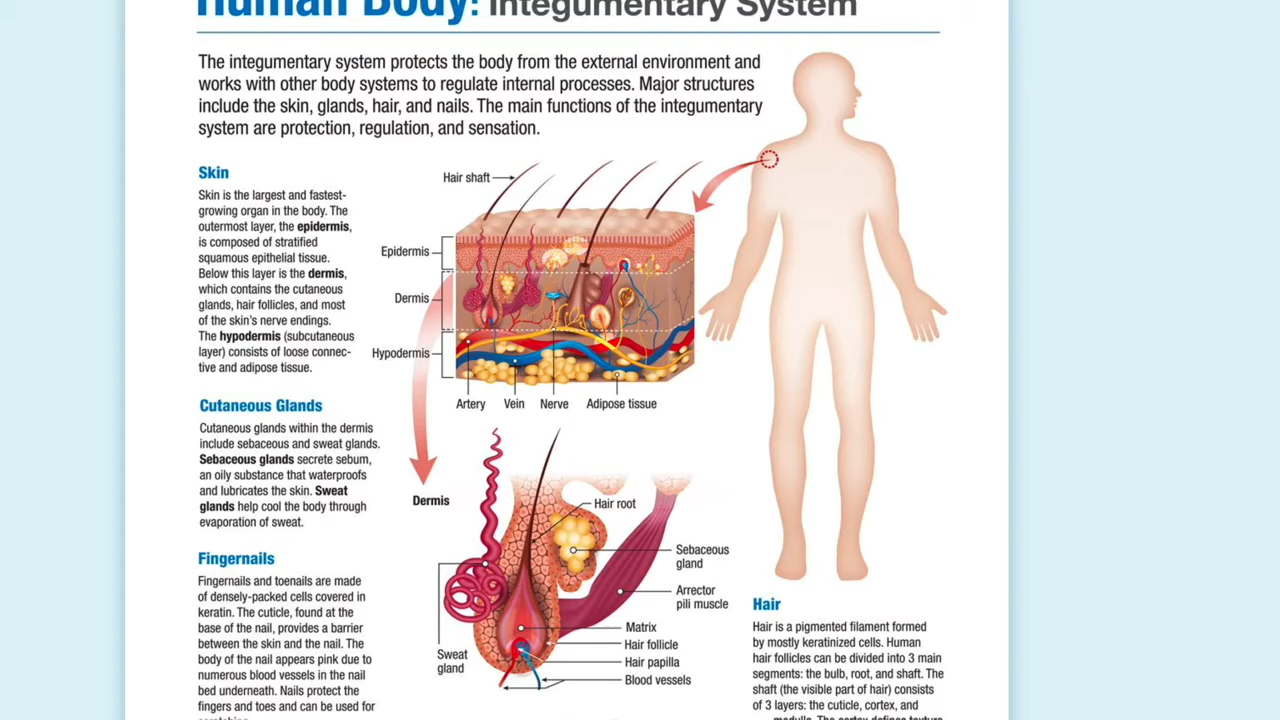 Human Body: Integumentary System
The integumentary system protects the body from the external environment and
works with other body systems to regulate internal processes. Major structures
include the skin, glands, hair, and nails. The main functions of the integumentary
system are protection, regulation, and sensation.
Skin
Skin is the largest and fastest-
growing organ in the body. The
outermost layer, the epidermis,
is composed of stratified
squamous epithelial tissue.
Below this layer is the dermis,
which contains the cutaneous
glands, hair follicles, and most
of the skin's nerve endings.
The hypodermis (subcutaneous
layer) consists of loose connec-
tive and adipose tissue.
Hair shaft
Epidermis
Dermis
Hypodermis
Artery
Vein
Nerve
Adipose tissue
Cutaneous Glands
Cutaneous glands within the dermis
include sebaceous and sweat glands.
Sebaceous glands secrete sebum,
an oily substance that waterproofs
and lubricates the skin. Sweat
glands help cool the body through
evaporation of sweat.
Dermis
Hair root
Sebaceous
gland
Arrector
pili muscle
Matrix
Hair follicle
Hair papilla
Blood vessels
Sweat
gland
Fingernails
Fingernails and toenails are made
of densely-packed cells covered in
keratin. The cuticle, found at the
base of the nail, provides a barrier
between the skin and the nail. The
body of the nail appears pink due to
numerous blood vessels in the nail
bed underneath. Nails protect the
fingers and toes and can be used for
scratching.
Hair
Hair is a pigmented filament formed
by mostly keratinized cells. Human
hair follicles can be divided into 3 main
segments: the bulb, root, and shaft. The
shaft (the visible part of hair) consists
of 3 layers: the cuticle, cortex, and
medulla. The cortex defines texture